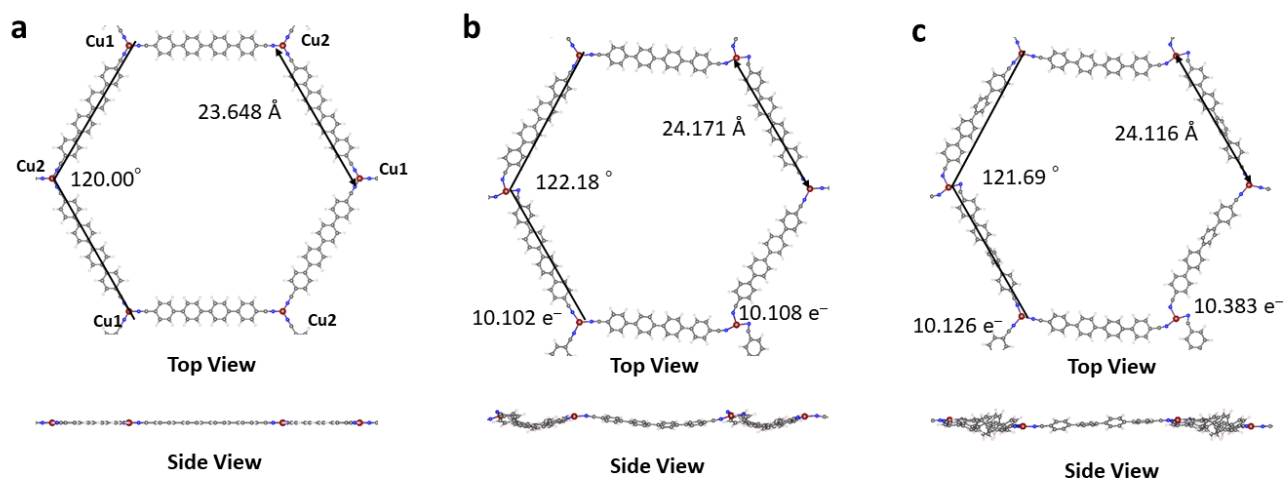 a
Cu1
Cu2
23.648 Å
Cu2
120.00°
Cu1
Cu1
Cu2
Top View
Side View
b
24.171 Å
122.18 °
10.102 e⁻
10.108 e⁻
Top View
Side View
c
24.116 Å
121.69 °
10.126 e⁻
10.383 e⁻
Top View
Side View